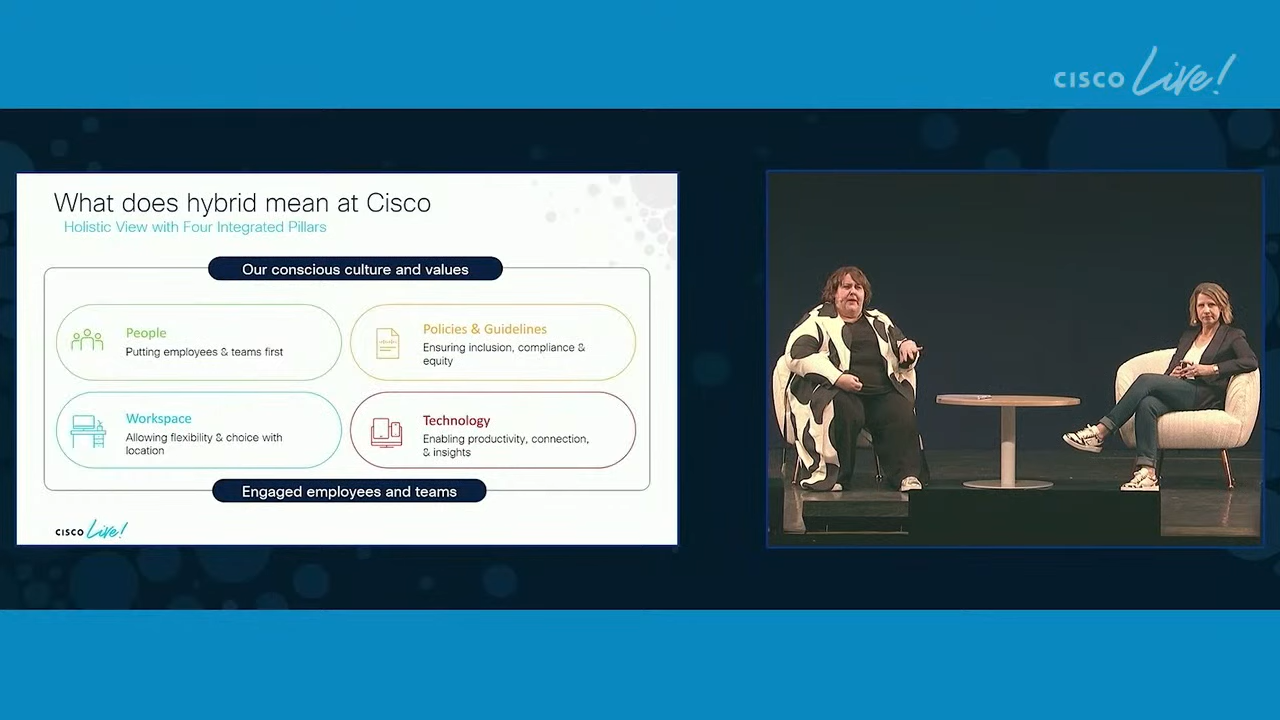 CISCO Live!
What does hybrid mean at Cisco
Holistic View with Four Integrated Pillars
Our conscious culture and values
People
Putting employees & teams first
Policies & Guidelines
Ensuring inclusion, compliance &
equity
Workspace
Allowing flexibility & choice with
location
Technology
Enabling productivity, connection,
& insights
Engaged employees and teams
CISCO Live!